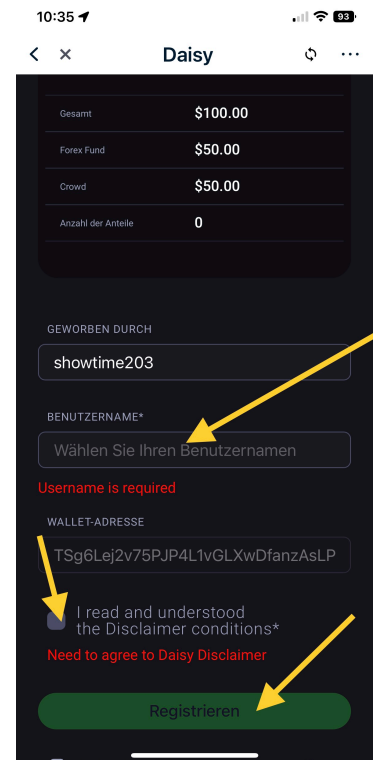 10:35
93
Daisy
Gesamt $100.00
Forex Fund $50.00
Crowd $50.00
Anzahl der Anteile 0
GEWORBEN DURCH
showtime203
BENUTZERNAME*
Wählen Sie Ihren Benutzernamen
Username is required
WALLET-ADRESSE
TSg6Lej2v75PJP4L1vGLXwDfanzAsLP
I read and understood
the Disclaimer conditions*
Need to agree to Daisy Disclaimer
Registrieren